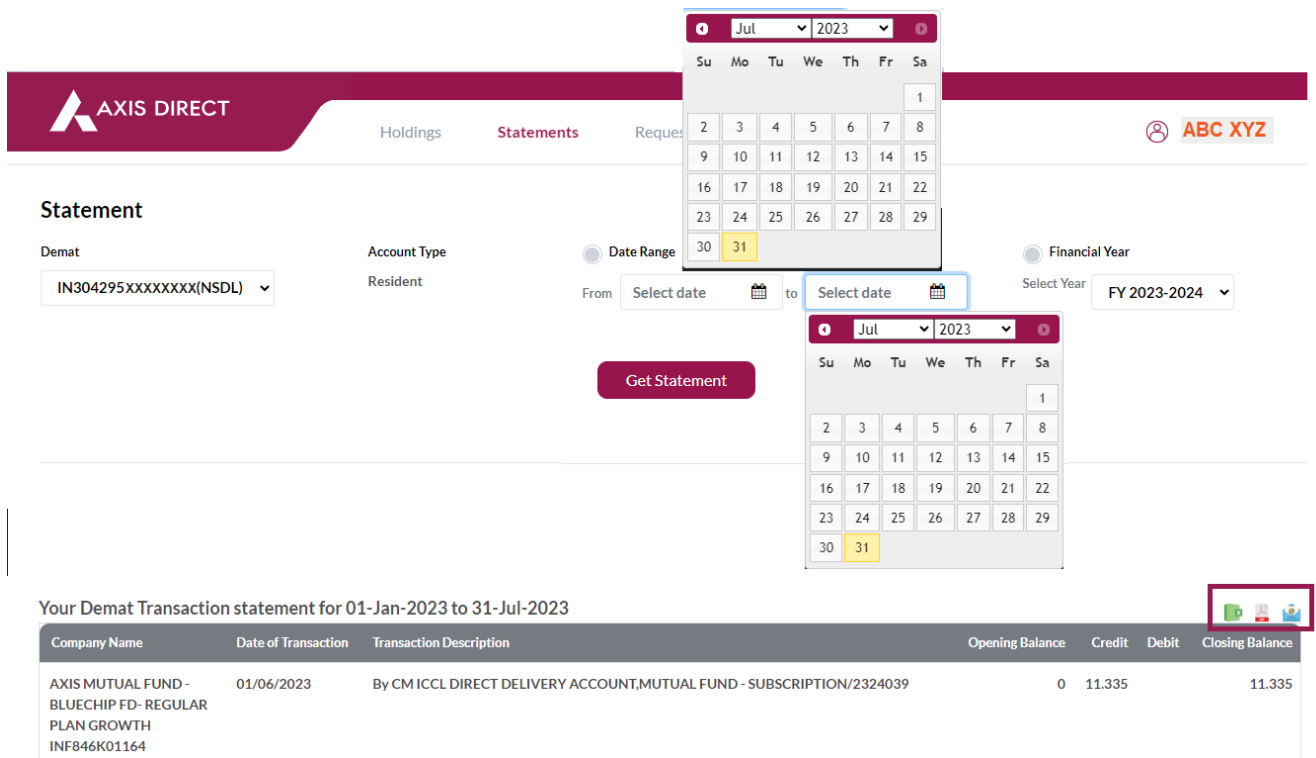 Jul 2023
Su Mo Tu We Th Fr Sa
1
2 3 4 5 6 7 8
9 10 11 12 13 14 15
16 17 18 19 20 21 22
23 24 25 26 27 28 29
30 31
AXIS DIRECT
Holdings Statements Reques ABC XYZ
Statement
Demat Account Type Date Range Financial Year
IN304295XXXXXXXX(NSDL) Resident From Select date to Select date Select Year FY 2023-2024
Jul 2023
Su Mo Tu We Th Fr Sa
1
2 3 4 5 6 7 8
9 10 11 12 13 14 15
16 17 18 19 20 21 22
23 24 25 26 27 28 29
30 31
Get Statement
Your Demat Transaction statement for 01-Jan-2023 to 31-Jul-2023
Company Name Date of Transaction Transaction Description Opening Balance Credit Debit Closing Balance
AXIS MUTUAL FUND - 01/06/2023 By CM ICCL DIRECT DELIVERY ACCOUNT,MUTUAL FUND - SUBSCRIPTION/2324039 0 11.335 11.335
BLUECHIP FD- REGULAR
PLAN GROWTH
INF846K01164